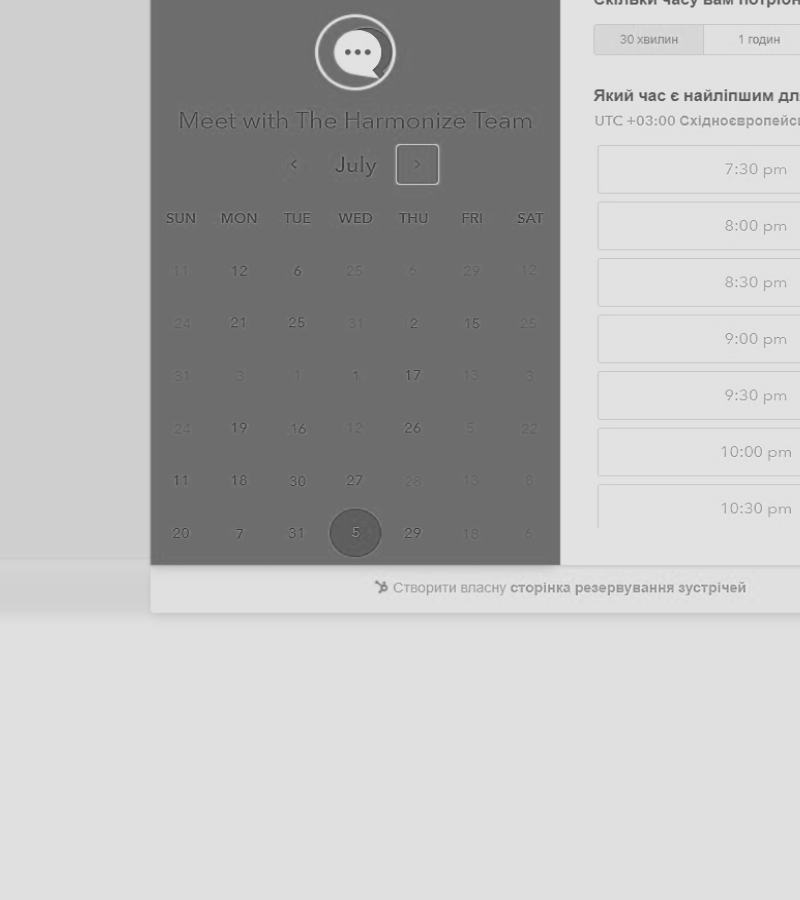 Скільки часу вам потріб
30 хвилин 1 годин
Meet with The Harmonize Team
July
Який час є найліпшим дл
UTC +03:00 Східноєвропейс
SUN MON TUE WED THU FRI SAT
11 12 6 25 6 29 12
24 21 25 31 2 15 25
31 3 1 1 17 13 3
24 19 16 12 26 5 22
11 18 30 27 28 13 8
20 7 31 5 29 18 6
7:30 pm
8:00 pm
8:30 pm
9:00 pm
9:30 pm
10:00 pm
10:30 pm
Створити власну сторінка резервування зустрічей